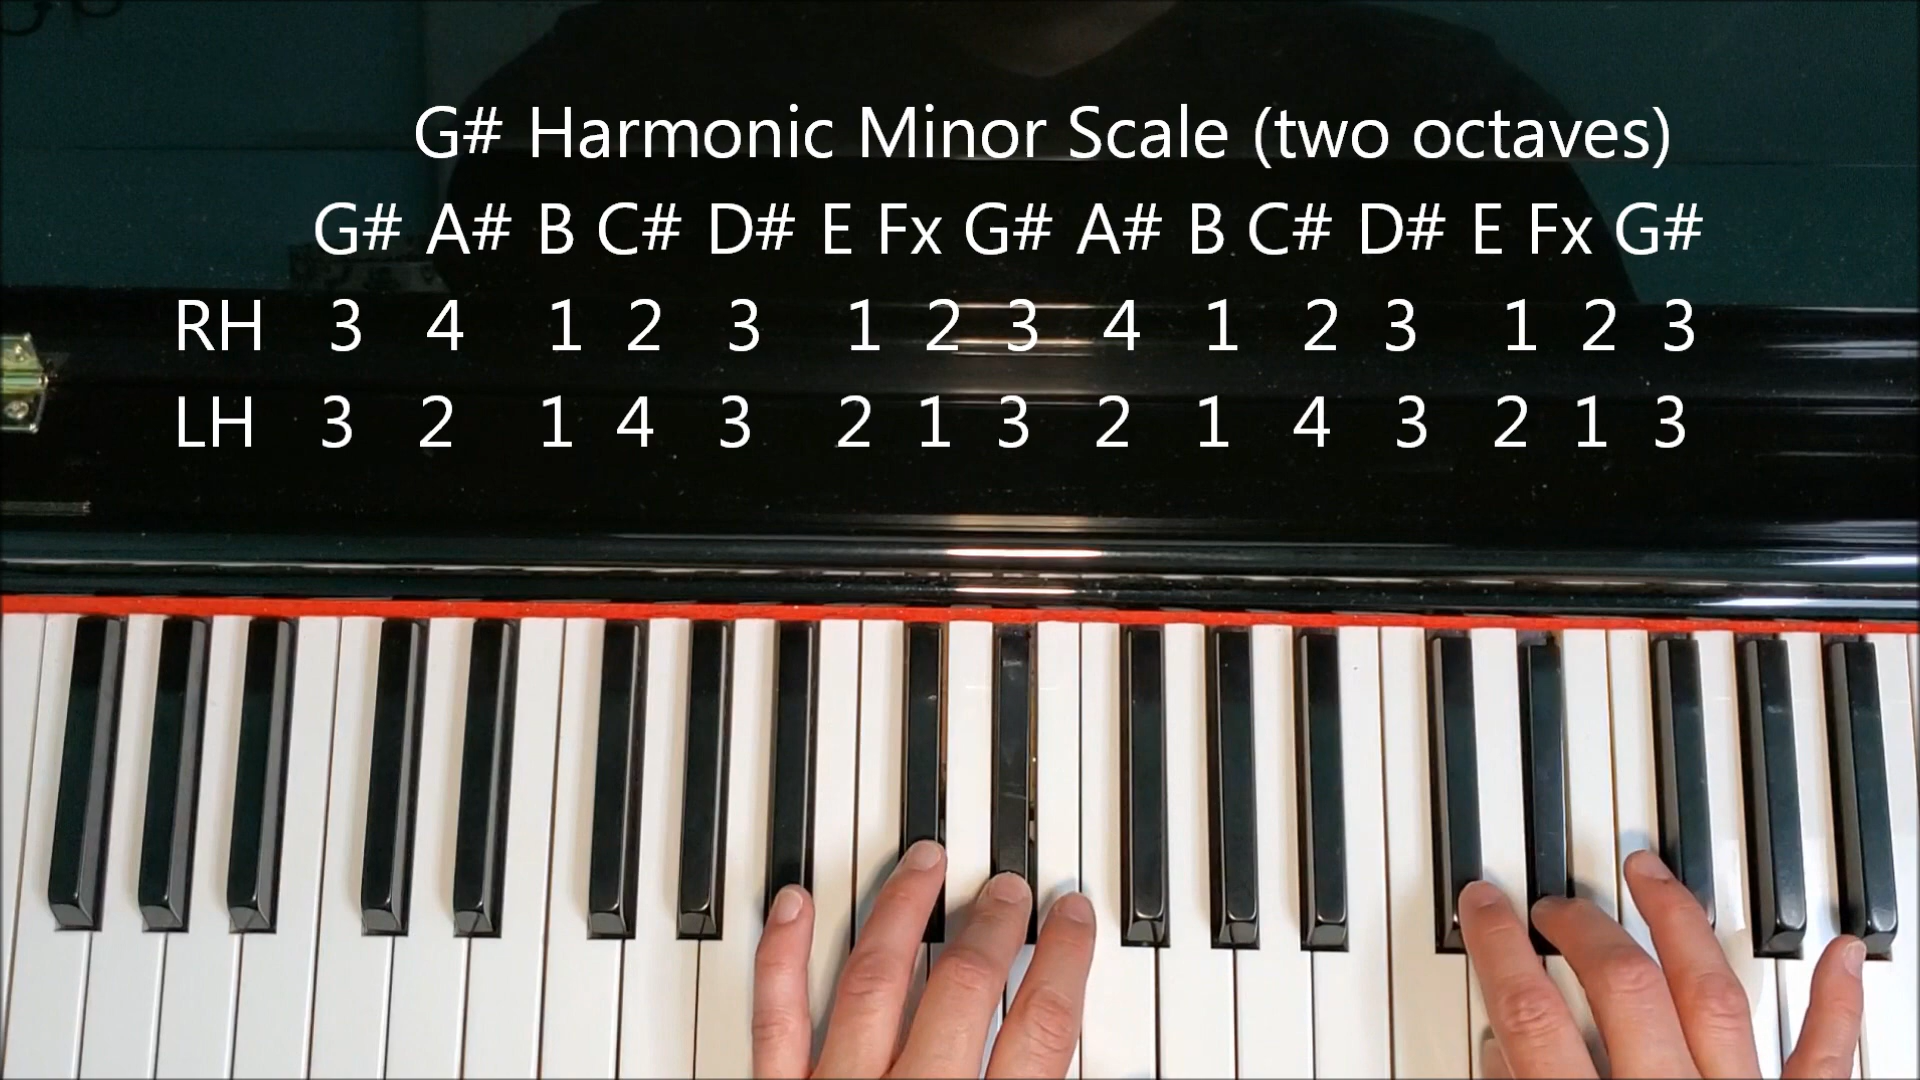 G# Harmonic Minor Scale (two octaves)
G# A# B C# D# E Fx G# A# B C# D# E Fx G#
RH 3 4 1 2 3 1 2 3 4 1 2 3 1 2 3
LH 3 2 1 4 3 2 1 3 2 1 4 3 2 1 3